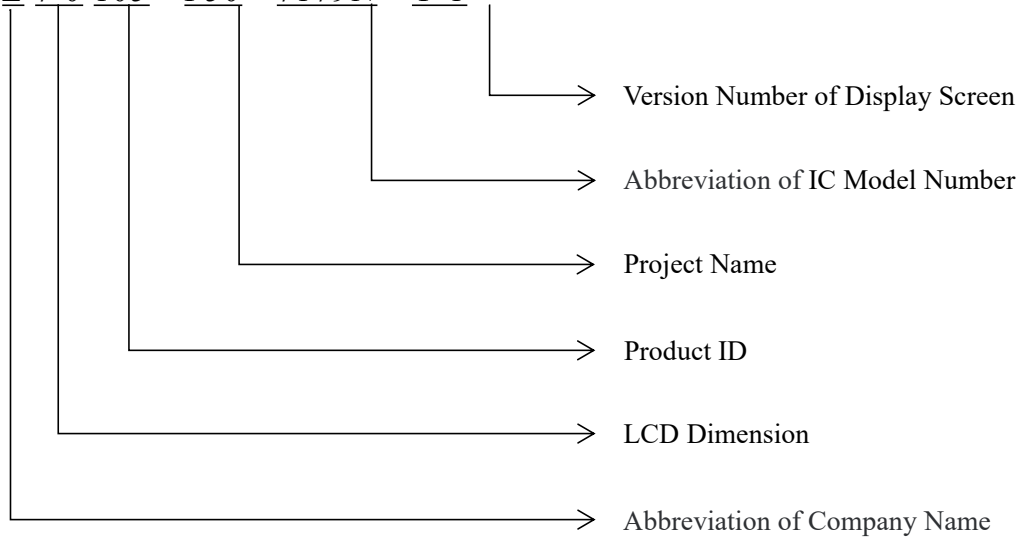 Version Number of Display Screen
Abbreviation of IC Model Number
Project Name
Product ID
LCD Dimension
Abbreviation of Company Name